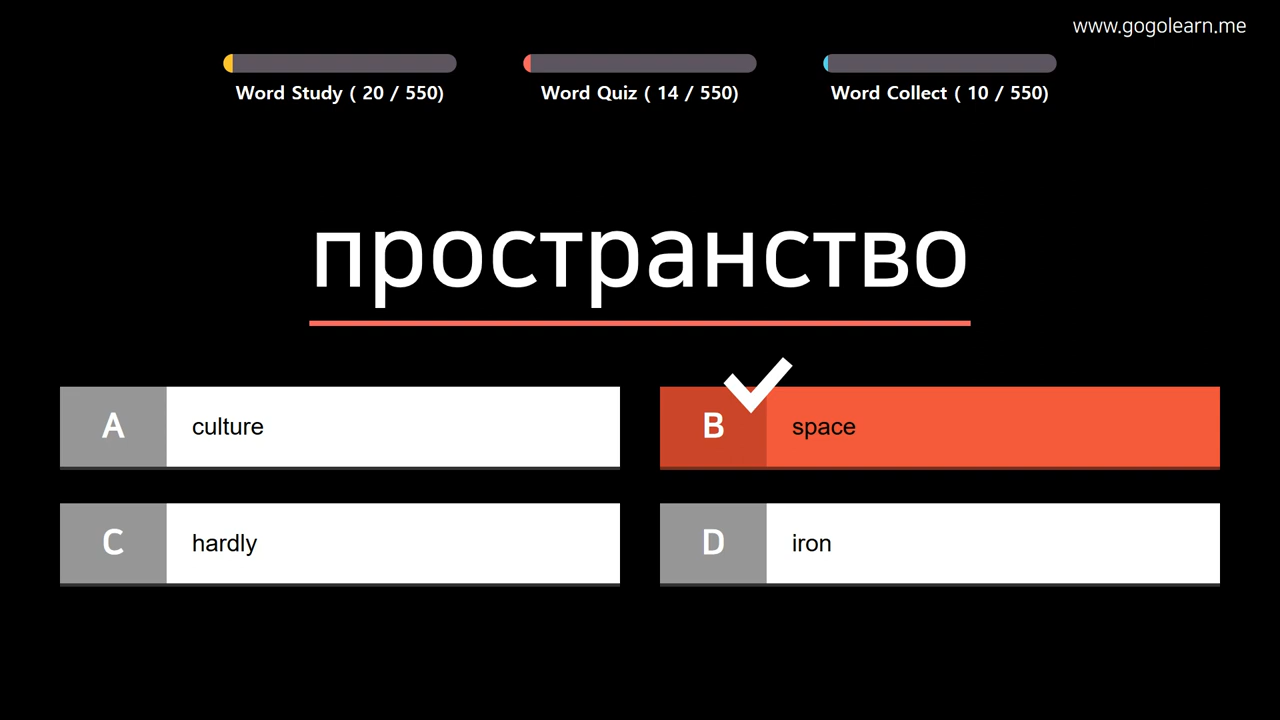 www.gogolearn.me
Word Study ( 20 / 550)
Word Quiz ( 14 / 550)
Word Collect ( 10 / 550)
пространство
A culture
B space
C hardly
D iron